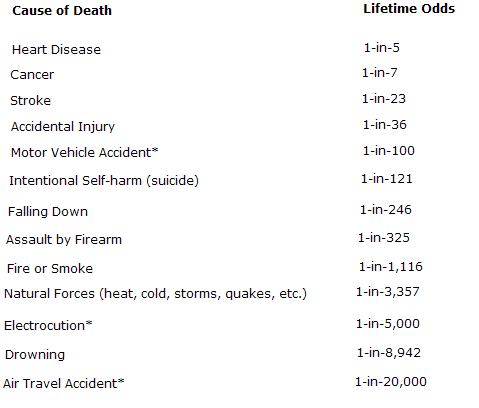 Cause of Death Lifetime Odds
Heart Disease 1-in-5
Cancer 1-in-7
Stroke 1-in-23
Accidental Injury 1-in-36
Motor Vehicle Accident* 1-in-100
Intentional Self-harm (suicide) 1-in-121
Falling Down 1-in-246
Assault by Firearm 1-in-325
Fire or Smoke 1-in-1,116
Natural Forces (heat, cold, storms, quakes, etc.) 1-in-3,357
Electrocution* 1-in-5,000
Drowning 1-in-8,942
Air Travel Accident* 1-in-20,000